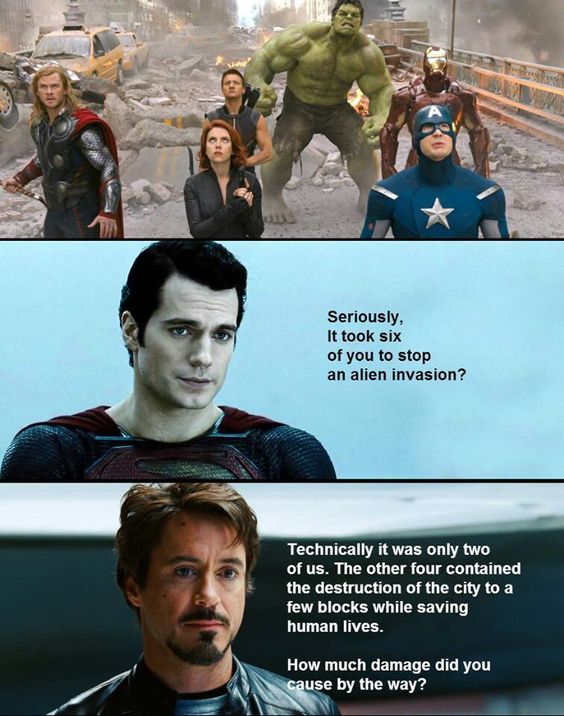 A
Seriously,
It took six
of you to stop
an alien invasion?
Technically it was only two
of us. The other four contained
the destruction of the city to a
few blocks while saving
human lives.
How much damage did you
cause by the way?